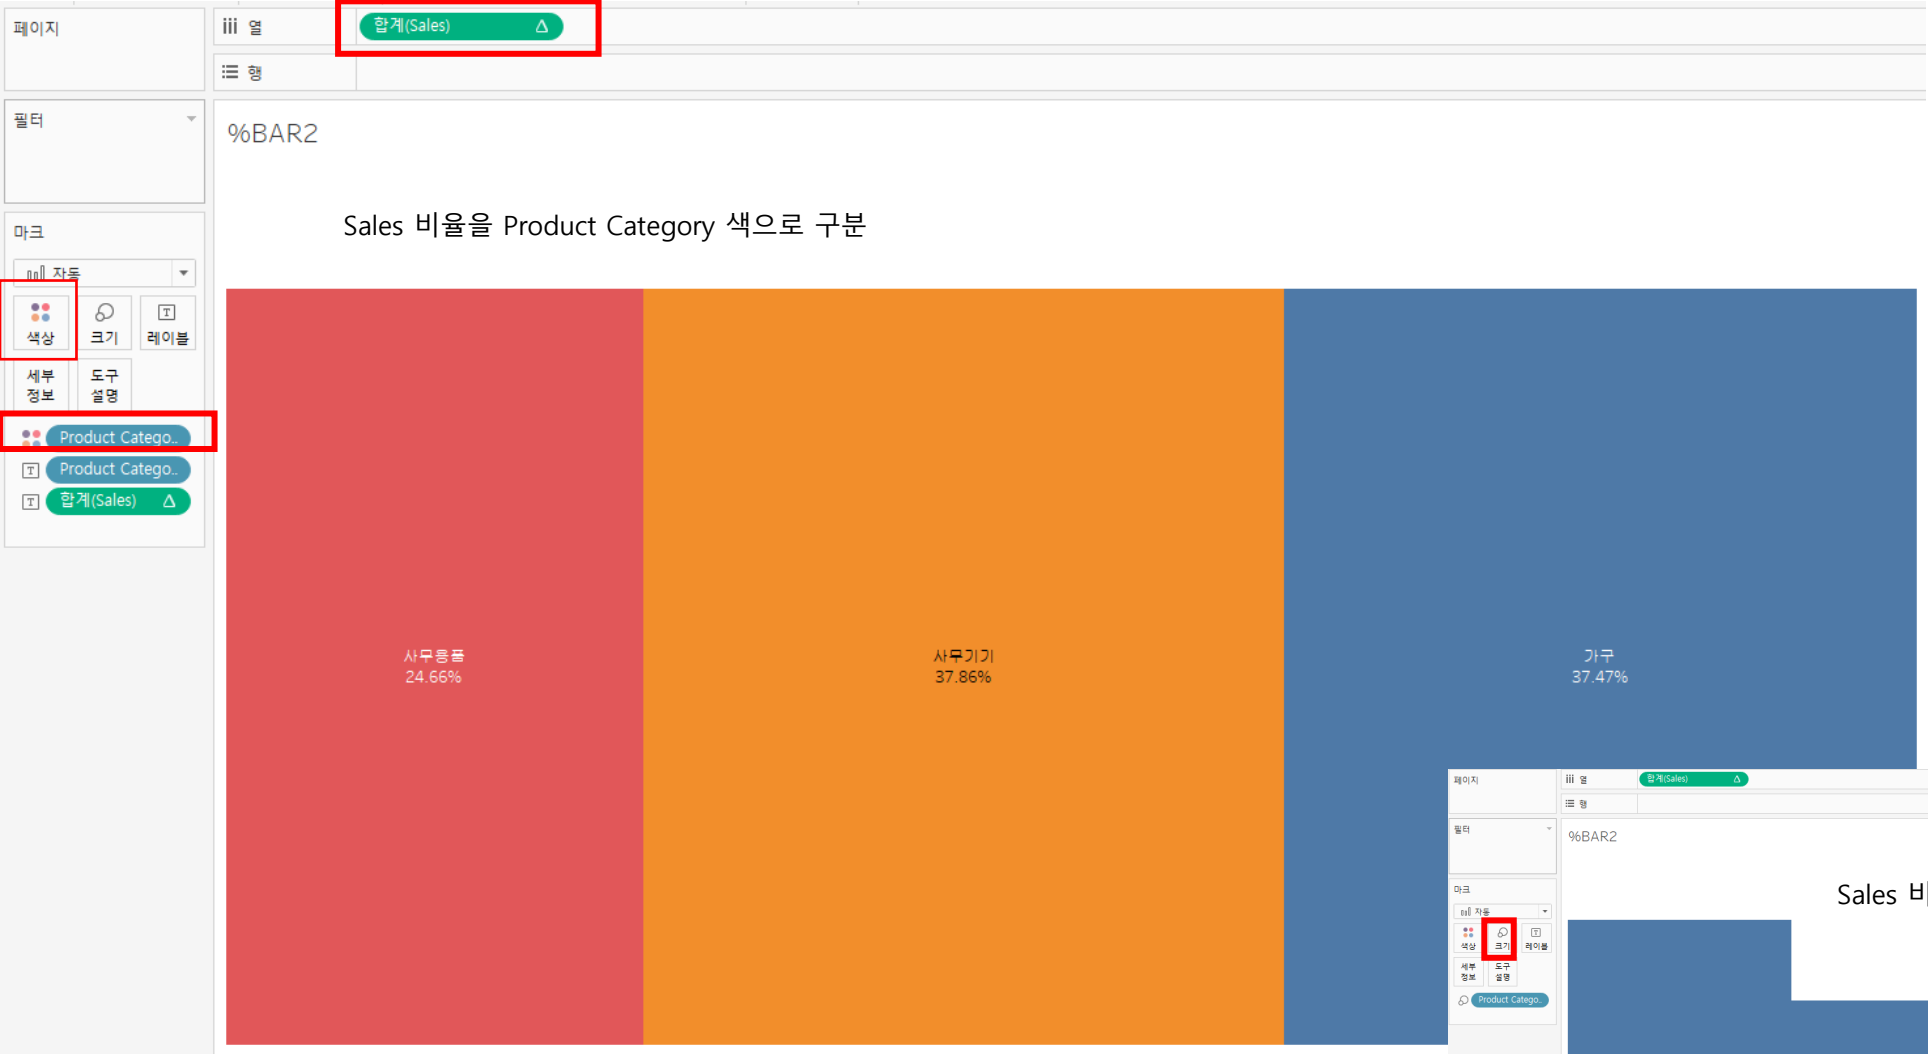 페이지
iii 열
합계(Sales) Δ
행
필터
%BAR2
Sales 비율을 Product Category 색으로 구분
마크
자동
색상
크기
T
레이블
세부
정보
도구
설명
Product Catego..
T Product Catego..
T 합계(Sales) Δ
사무용품
24.66%
사무기기
37.86%
가구
37.47%
페이지
iii 열
합계(Sales) Δ
행
필터
%BAR2
마크
자동
Sales
색상
크기
T
레이블
세부
정보
도구
설명
Product Catego..